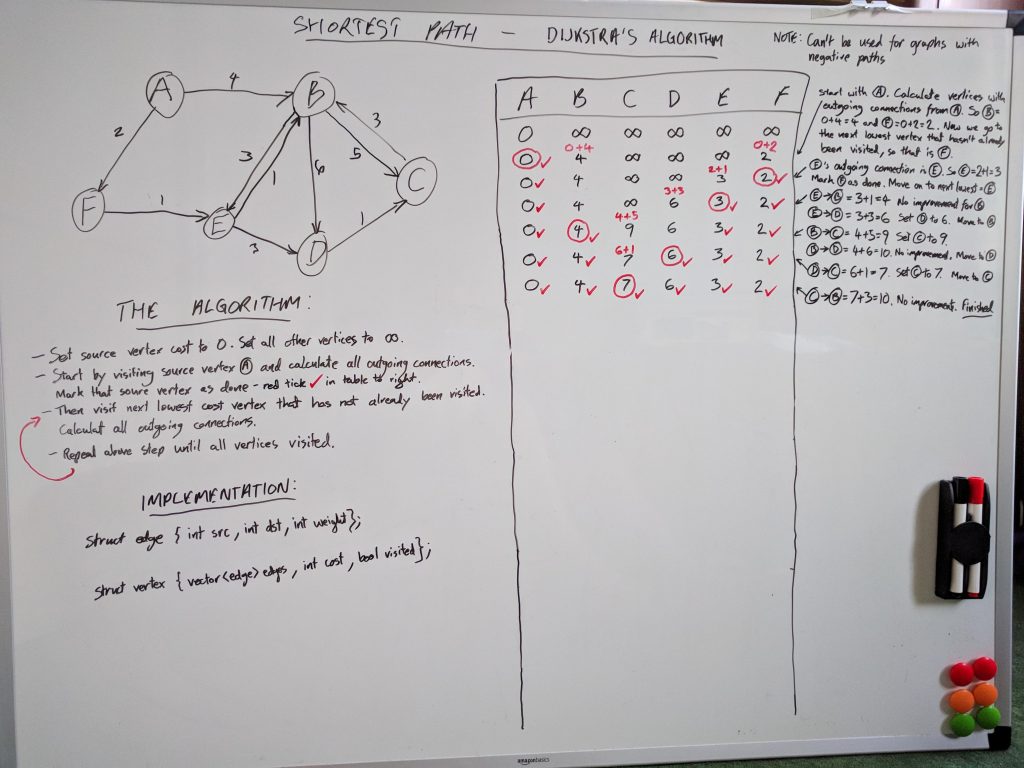 SHORTEST PATH - DIJKSTRA'S ALGORITHM
NOTE: Can't be used for graphs with
negative paths
A
4
B
2
3
3
5
C
6
1
F
1
E
3
D
1
A B C D E F
0 ∞ ∞ ∞ ∞ ∞
0+4 0+2
0✓ 4 ∞ ∞ ∞ 2
2+1
0✓ 4 ∞ ∞ 3 2✓
3+3
0✓ 4 ∞ 6 3✓ 2✓
4+5
0✓ 4✓ 9 6 3✓ 2✓
6+1
0✓ 4✓ 7 6✓ 3✓ 2✓
0✓ 4✓ 7✓ 6✓ 3✓ 2✓
Start with A. Calculate vertices with
outgoing connections from A. So B=
0+4=4 and F=0+2=2. Now we go to
the next lowest vertex that hasn't already
been visited, so that is F.
F's outgoing connection is E. So E=2+1=3
Mark F as done. Move on to next lowest=E
E→B = 3+1=4 No improvement for B
E→D = 3+3=6 Set D to 6. Move to B
B→C = 4+5=9 Set C to 9.
B→D = 4+6=10. No improvement. Move to D
D→C = 6+1=7. Set C to 7. Move to C
C→B = 7+3=10. No improvement. Finished
THE ALGORITHM:
- Set source vertex cost to 0. Set all other vertices to ∞.
- Start by visiting source vertex A and calculate all outgoing connections.
Mark that soure vertex as done - red tick ✓ in table to right.
- Then visit next lowest cost vertex that has not already been visited.
Calculat all outgoing connections.
- Repeat above step until all vertices visited.
IMPLEMENTATION:
struct edge { int src, int dst, int weight};
struct vertex { vector<edge> edges, int cost, bool visited};
amazonbasics